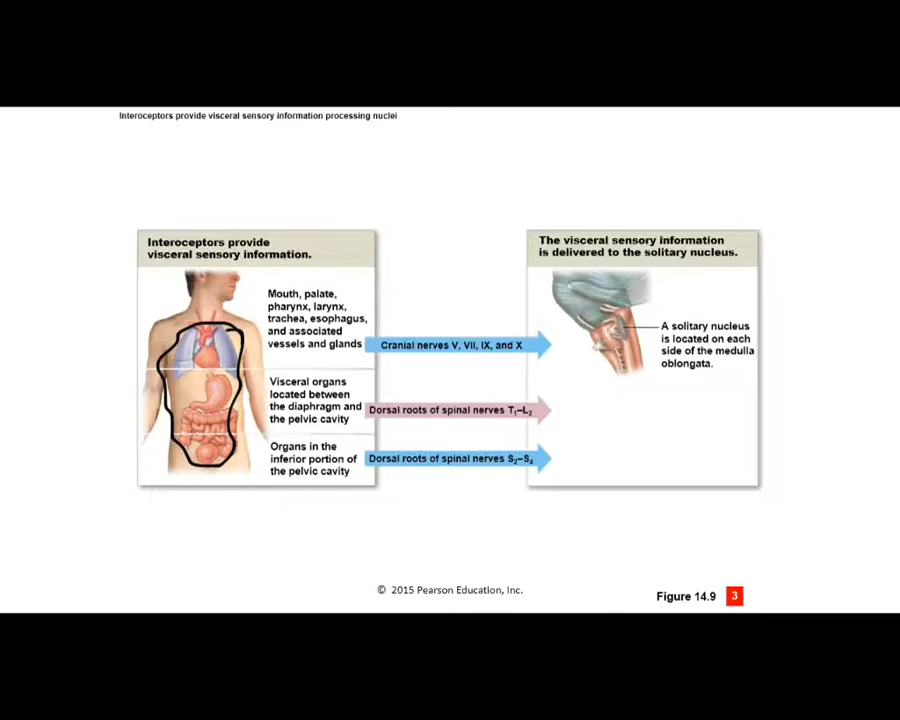 Interoceptors provide visceral sensory information processing nuclei
Interoceptors provide
visceral sensory information.
Mouth, palate,
pharynx, larynx,
trachea, esophagus,
and associated
vessels and glands
Cranial nerves V, VII, IX, and X
Visceral organs
located between
the diaphragm and
the pelvic cavity
Dorsal roots of spinal nerves T₁–L₂
Organs in the
inferior portion of
the pelvic cavity
Dorsal roots of spinal nerves S₂–S₄
The visceral sensory information
is delivered to the solitary nucleus.
A solitary nucleus
is located on each
side of the medulla
oblongata.
© 2015 Pearson Education, Inc.
Figure 14.9 3